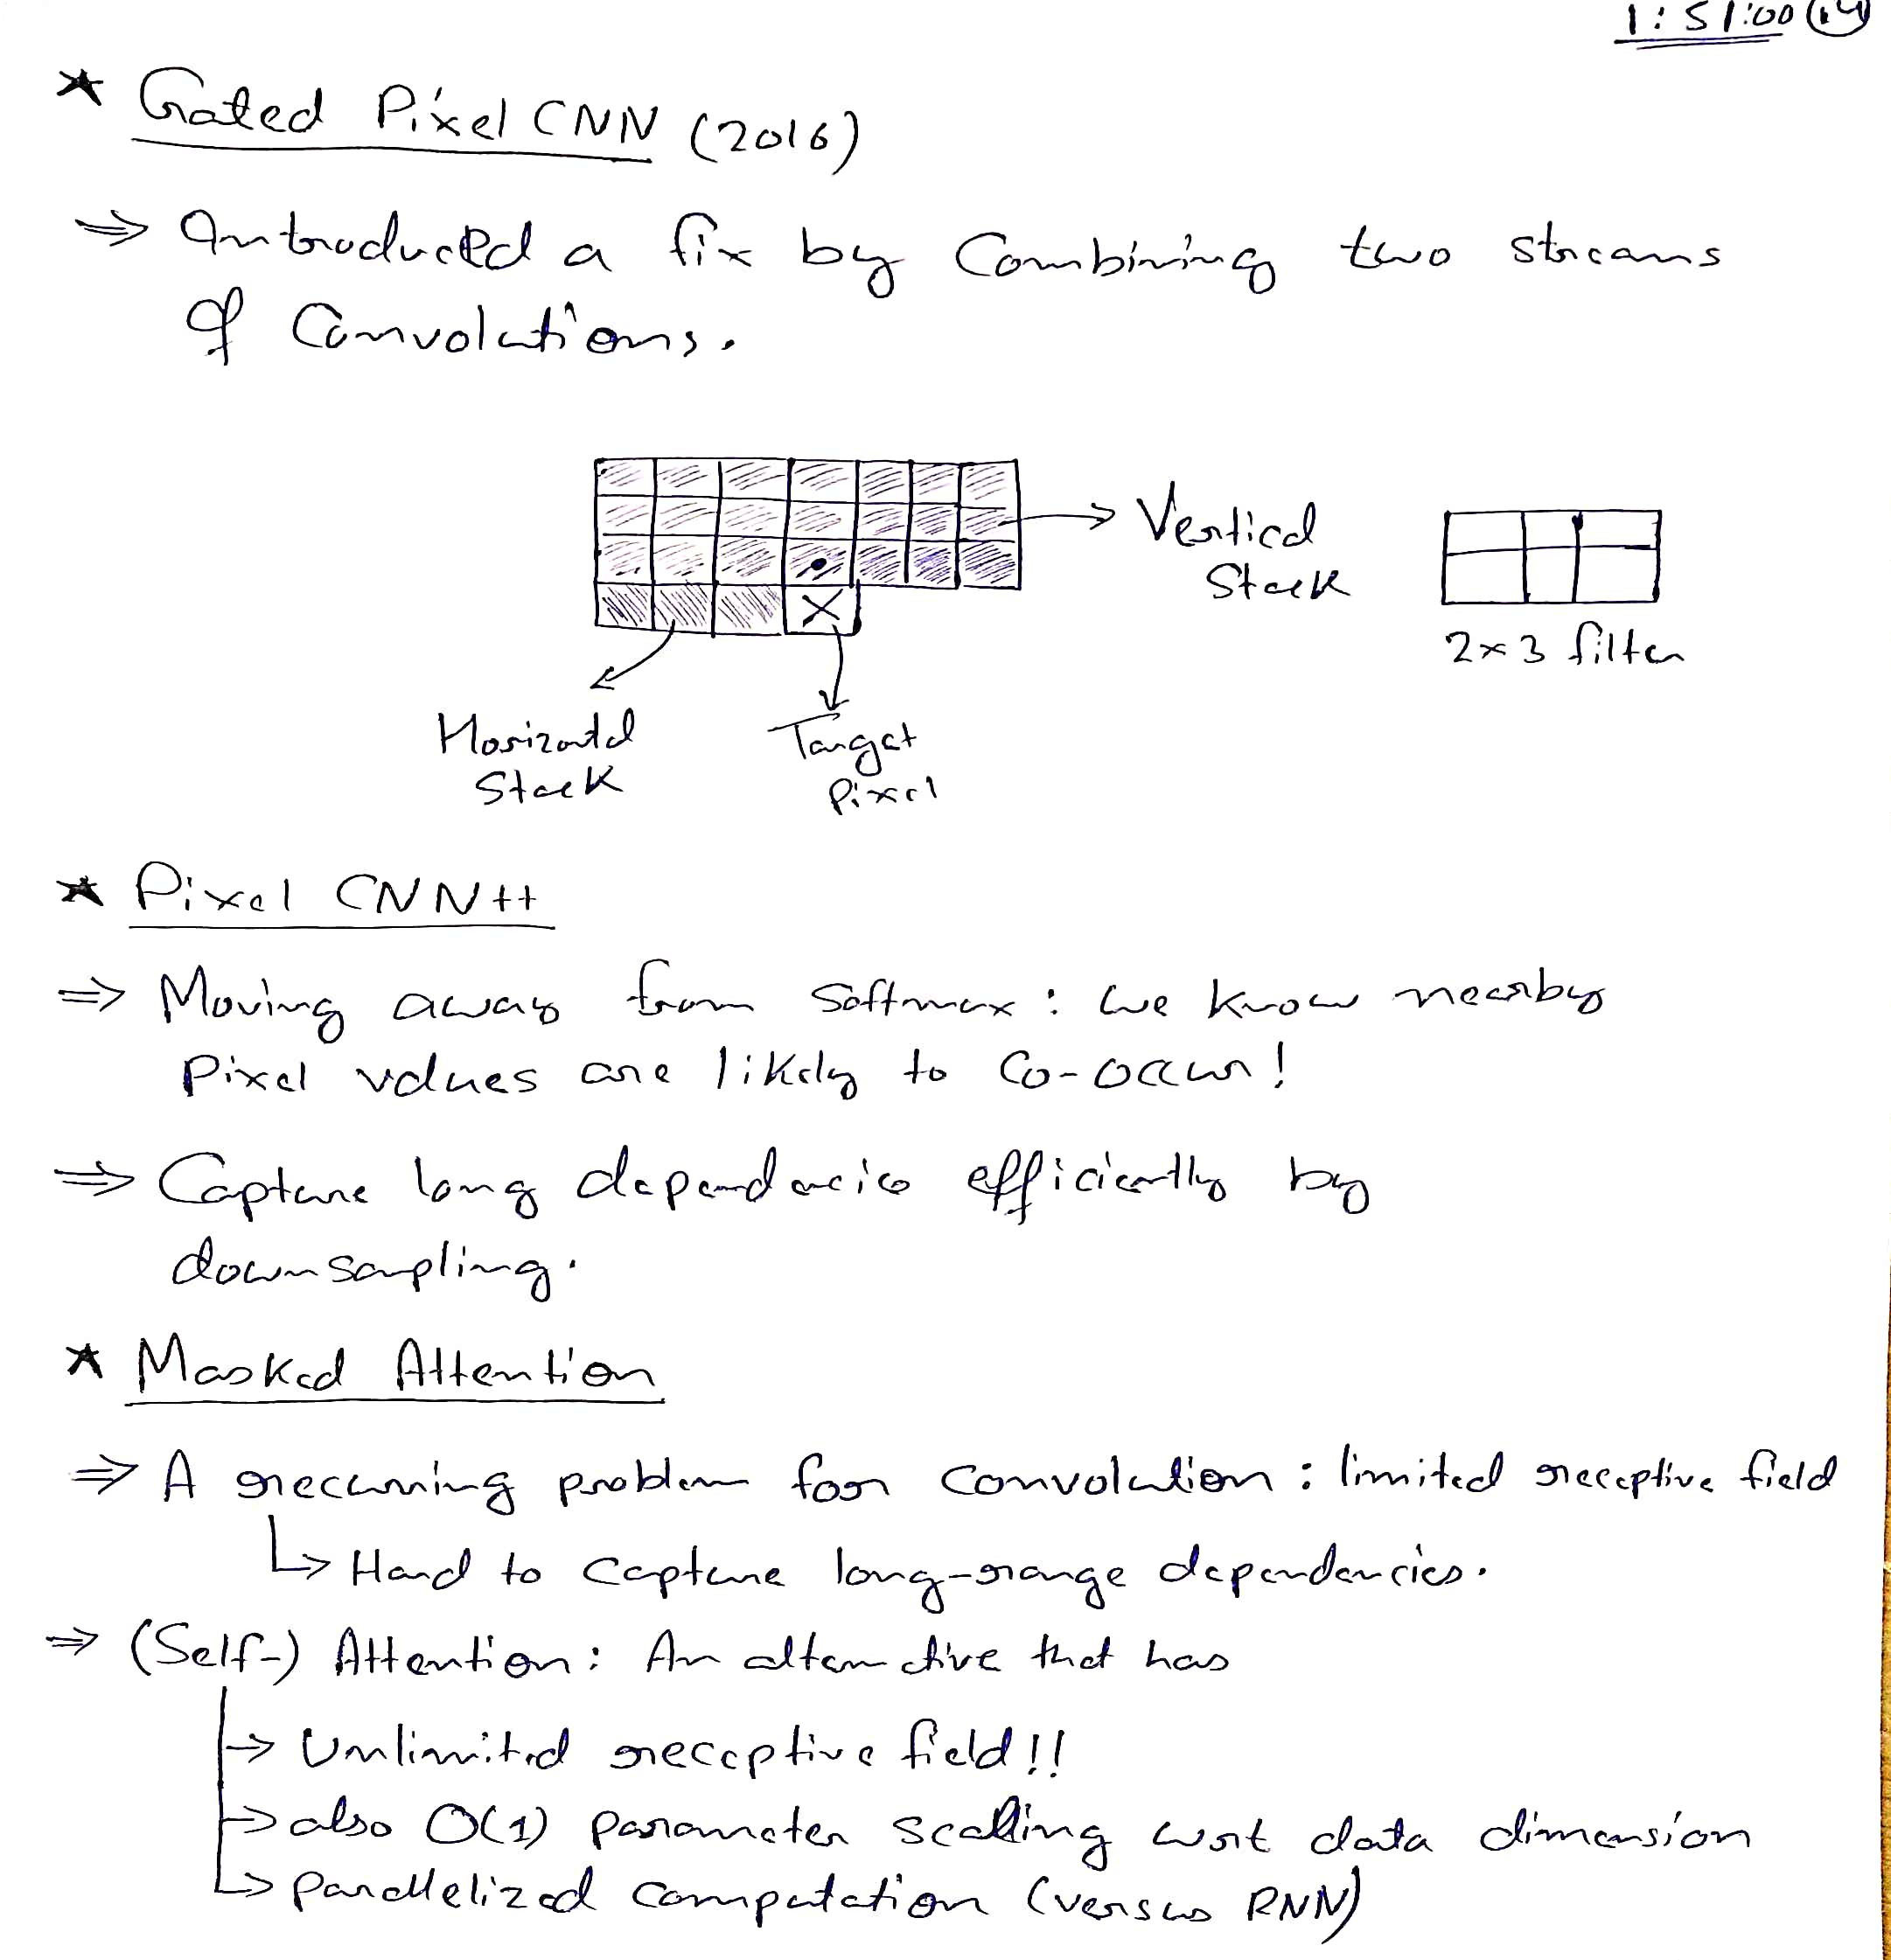 1:51:00
* Gated Pixel CNN (2016)
⇒ Introduced a fix by Combining two streams
of Convolutions.
→ Vertical
Stack
2×3 filter
Horizontal
Stack
Target
Pixel
* Pixel CNN++
⇒ Moving away from Softmax : we know nearby
Pixel values are likely to Co-occur!
⇒ Capture long dependencies efficiently by
downsampling.
* Masked Attention
⇒ A recurring problem for convolution : limited receptive field
↳ Hard to capture long-range dependencies.
⇒ (Self-) Attention: An alternative that has
→ Unlimited receptive field!!
→ also O(1) parameter scaling wrt data dimension
↳ Parallelized computation (versus RNN)